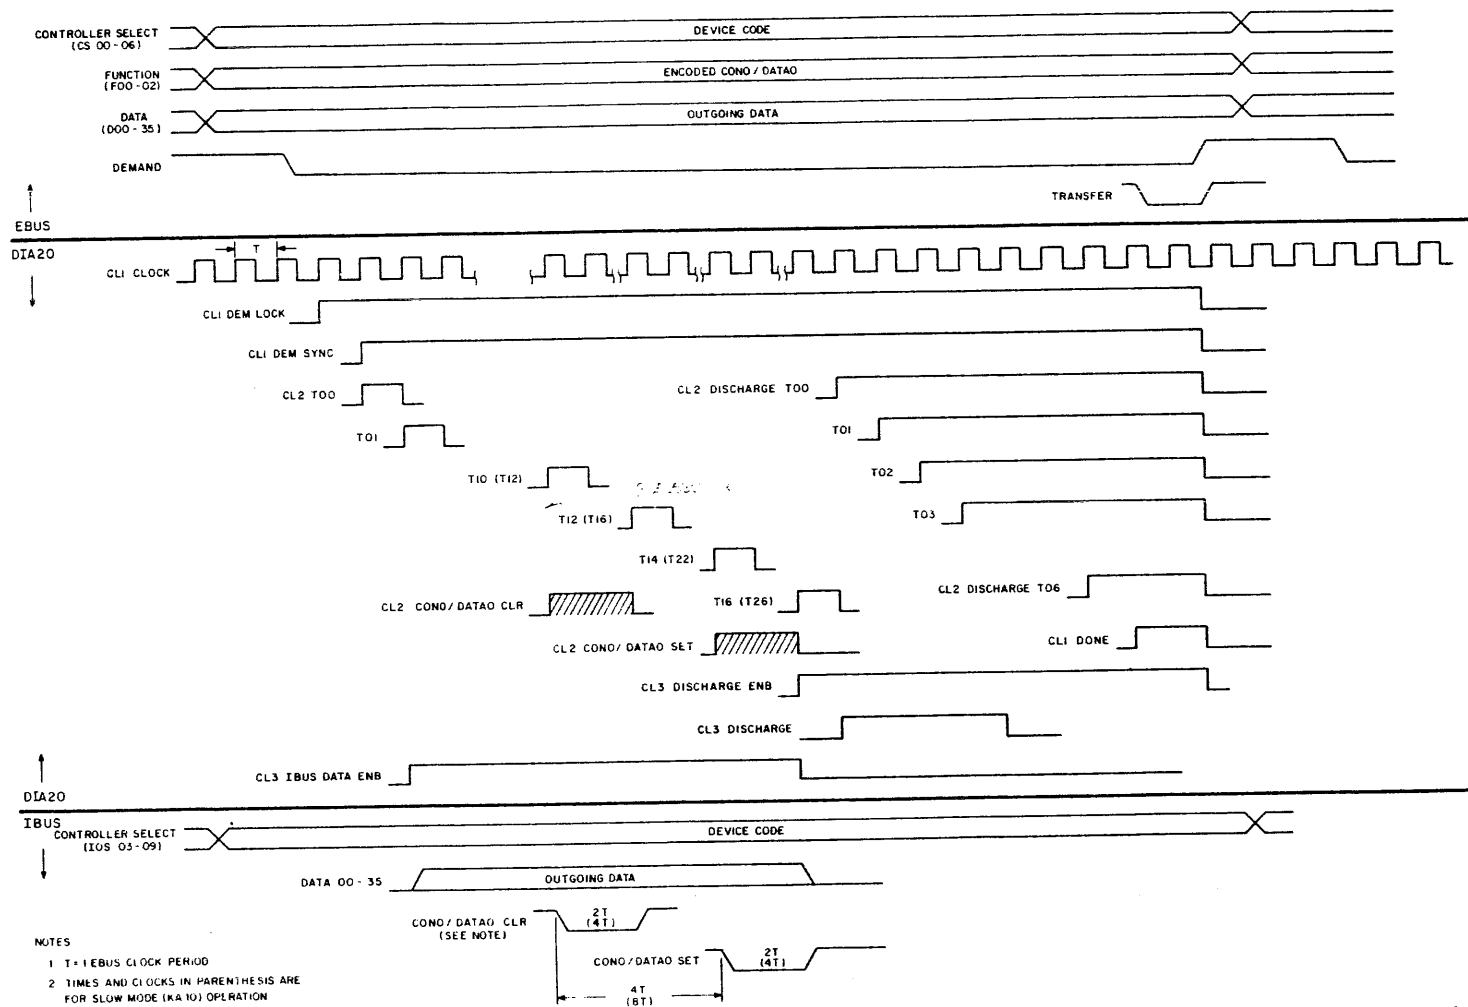 CONTROLLER SELECT
(CS 00-06)
DEVICE CODE
FUNCTION
(F00-02)
ENCODED CONO/DATAO
DATA
(D00-35)
OUTGOING DATA
DEMAND
TRANSFER
EBUS
DIA20
T
CL1 CLOCK
CL1 DEM LOCK
CL1 DEM SYNC
CL2 T00
CL2 DISCHARGE T00
T01
T01
T10 (T12)
T02
T12 (T16)
T03
T14 (T22)
CL2 CONO/DATAO CLR
T16 (T26)
CL2 DISCHARGE T06
CL2 CONO/DATAO SET
CL1 DONE
CL3 DISCHARGE ENB
CL3 DISCHARGE
CL3 IBUS DATA ENB
DIA20
IBUS
CONTROLLER SELECT
(IOS 03-09)
DEVICE CODE
DATA 00-35
OUTGOING DATA
CONO/DATAO CLR
(SEE NOTE)
2T
(4T)
CONO/DATAO SET
2T
(4T)
4T
(8T)
NOTES
1 T = 1 EBUS CLOCK PERIOD
2 TIMES AND CLOCKS IN PARENTHESIS ARE
FOR SLOW MODE (KA10) OPERATION